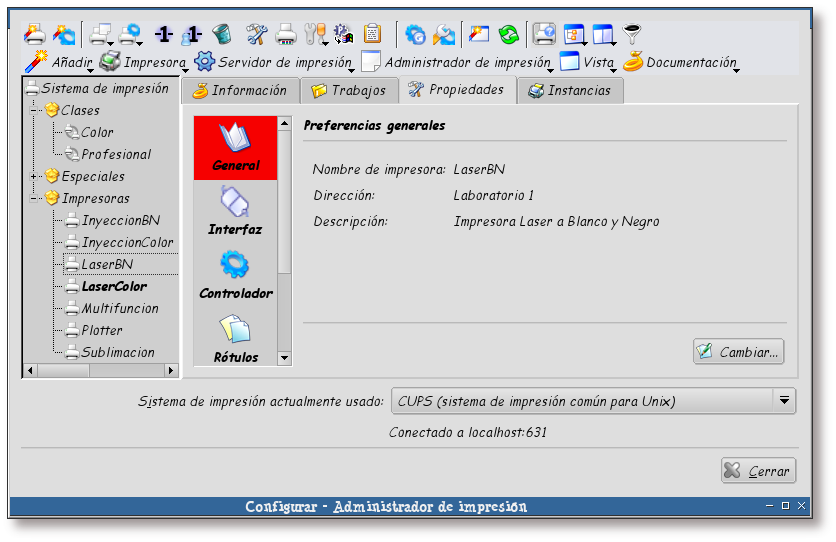 Añadir Impresora Servidor de impresión Administrador de impresión Vista Documentación
Sistema de impresión
Clases
Color
Profesional
Especiales
Impresoras
InyeccionBN
InyeccionColor
LaserBN
LaserColor
Multifuncion
Plotter
Sublimacion
Información Trabajos Propiedades Instancias
General
Interfaz
Controlador
Rótulos
Preferencias generales
Nombre de impresora: LaserBN
Dirección: Laboratorio 1
Descripción: Impresora Laser a Blanco y Negro
Cambiar...
Sistema de impresión actualmente usado: CUPS (sistema de impresión común para Unix)
Conectado a localhost:631
Cerrar
Configurar - Administrador de impresión